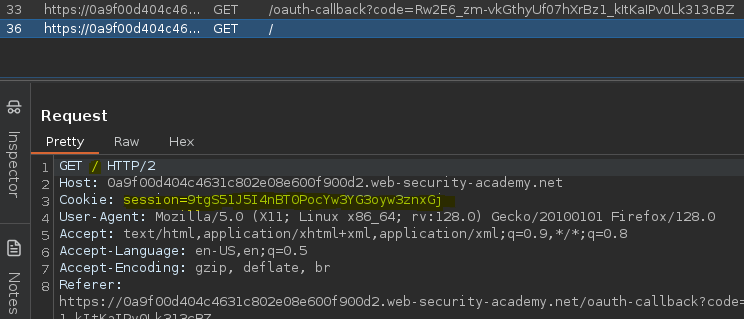 33 https://0a9f00d404c46... GET /oauth-callback?code=Rw2E6_zm-vkGthyUf07hXrBz1_kItKaIPv0Lk313cBZ
36 https://0a9f00d404c46... GET /
Request
Pretty Raw Hex
1 GET / HTTP/2
2 Host: 0a9f00d404c4631c802e08e600f900d2.web-security-academy.net
3 Cookie: session=9tgS51J5I4nBTOPocYw3YG3oyw3znxGj
4 User-Agent: Mozilla/5.0 (X11; Linux x86_64; rv:128.0) Gecko/20100101 Firefox/128.0
5 Accept: text/html,application/xhtml+xml,application/xml;q=0.9,*/*;q=0.8
6 Accept-Language: en-US,en;q=0.5
7 Accept-Encoding: gzip, deflate, br
8 Referer:
https://0a9f00d404c4631c802e08e600f900d2.web-security-academy.net/oauth-callback?code=
1_kItKaIPv0Lk313cBZ
Inspector
Notes